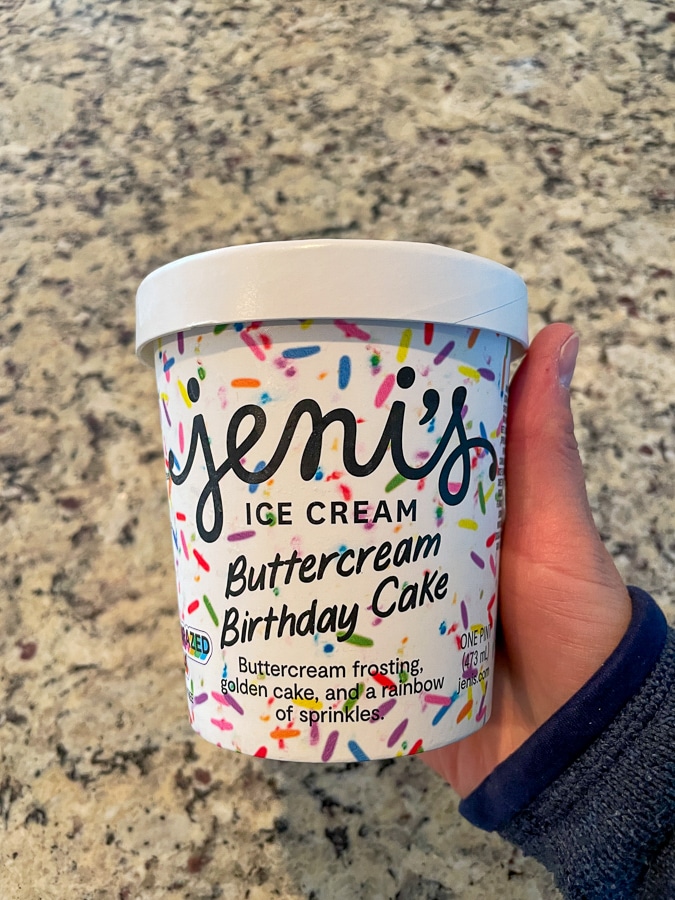 jeni's
ICE CREAM
Buttercream
Birthday Cake
Buttercream frosting,
golden cake, and a rainbow
of sprinkles.
ONE PIN
(473 mL)
jenis.com